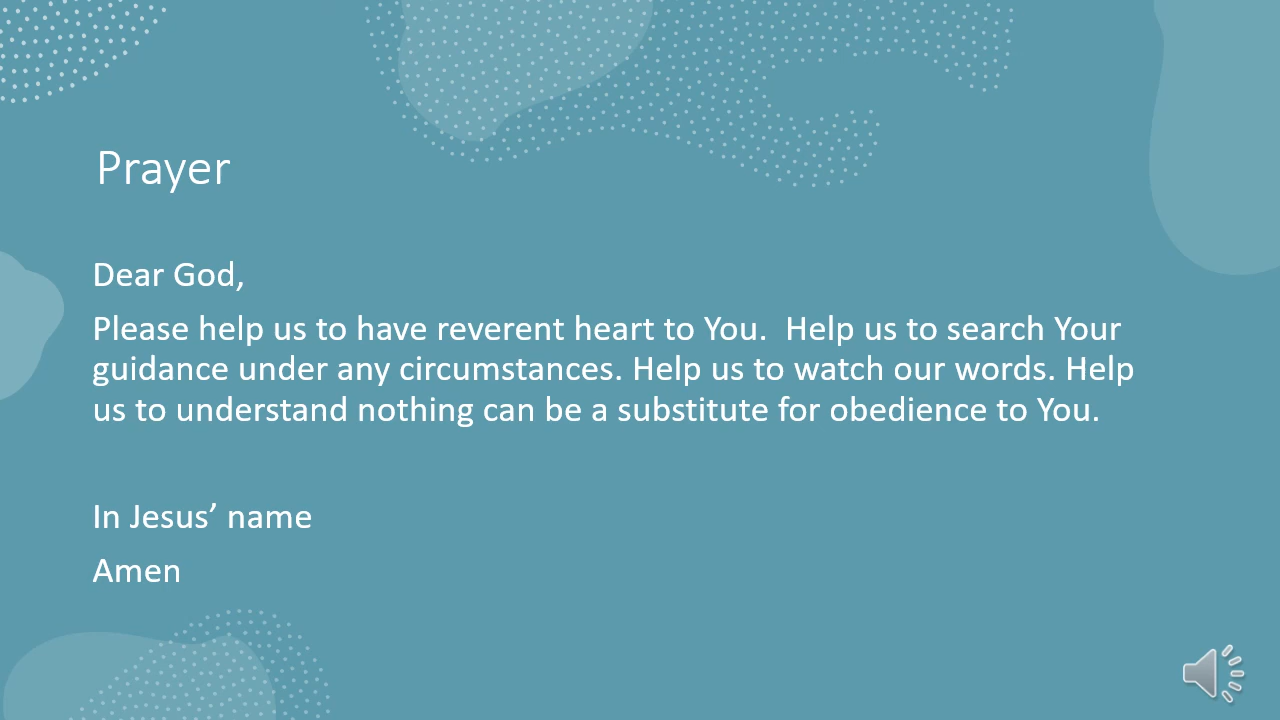 Prayer
Dear God,
Please help us to have reverent heart to You.  Help us to search Your
guidance under any circumstances. Help us to watch our words. Help
us to understand nothing can be a substitute for obedience to You.
In Jesus’ name
Amen